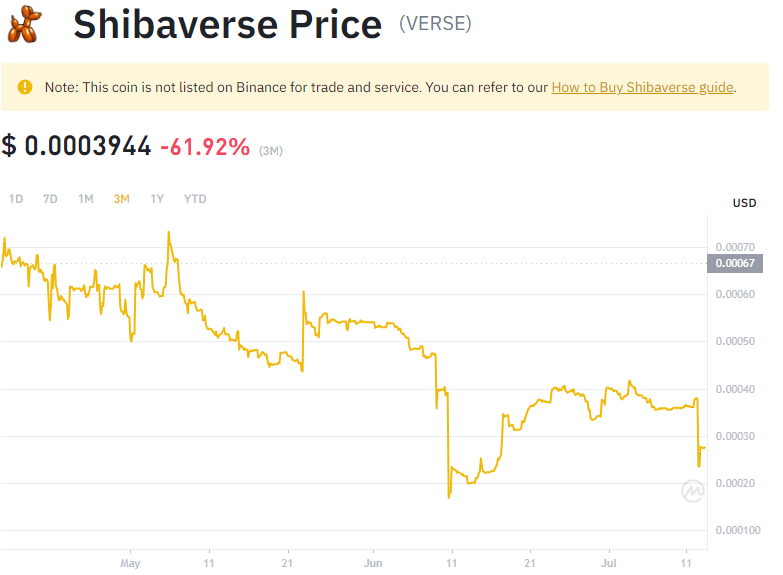 Shibaverse Price (VERSE)
Note: This coin is not listed on Binance for trade and service. You can refer to our How to Buy Shibaverse guide.
$ 0.0003944 -61.92% (3M)
1D 7D 1M 3M 1Y YTD
USD
0.00070
0.00067
0.00060
0.00050
0.00040
0.00030
0.00020
0.000100
May 11 21 Jun 11 21 Jul 11